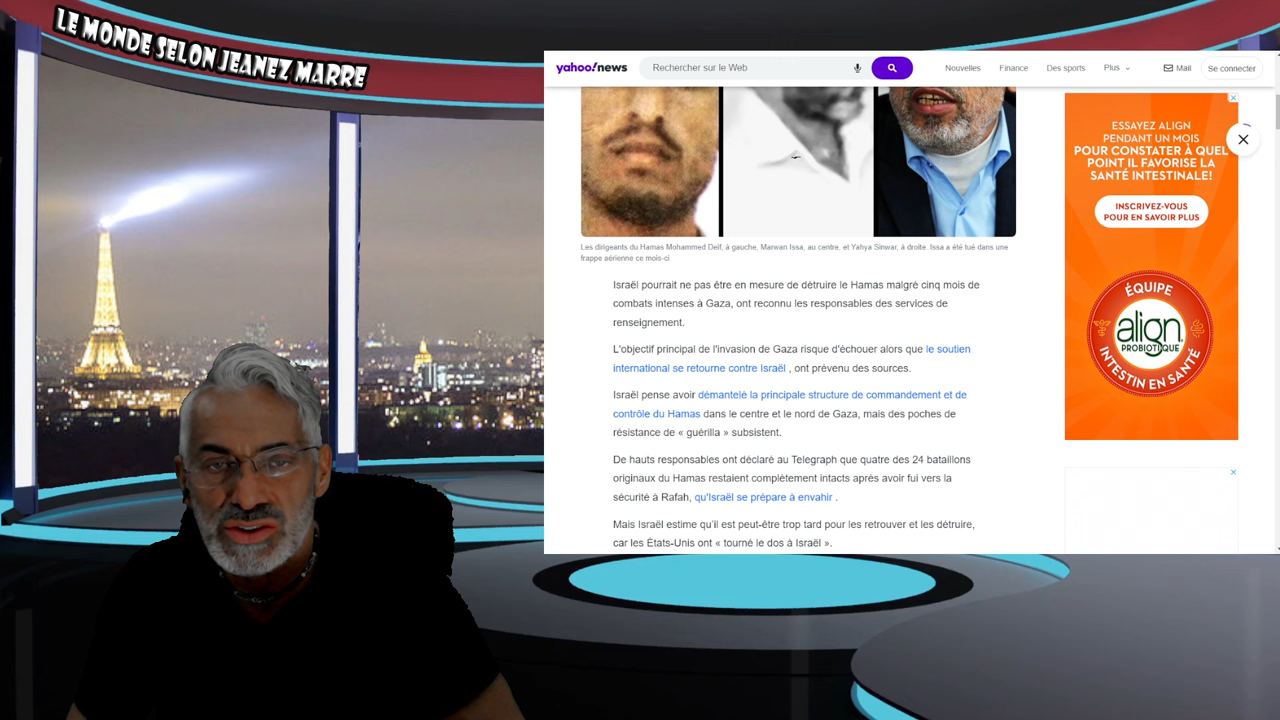 LE MONDE SELON JEANEZ MARRE
yahoo!news
Rechercher sur le Web
Nouvelles
Finance
Des sports
Plus
Mail
Se connecter
Les dirigeants du Hamas Mohammed Deif, à gauche, Marwan Issa, au centre, et Yahya Sinwar, à droite. Issa a été tué dans une
frappe aérienne ce mois-ci
Israël pourrait ne pas être en mesure de détruire le Hamas malgré cinq mois de
combats intenses à Gaza, ont reconnu les responsables des services de
renseignement.
L'objectif principal de l'invasion de Gaza risque d'échouer alors que le soutien
international se retourne contre Israël , ont prévenu des sources.
Israël pense avoir démantelé la principale structure de commandement et de
contrôle du Hamas dans le centre et le nord de Gaza, mais des poches de
résistance de « guérilla » subsistent.
De hauts responsables ont déclaré au Telegraph que quatre des 24 bataillons
originaux du Hamas restaient complètement intacts après avoir fui vers la
sécurité à Rafah, qu'Israël se prépare à envahir .
Mais Israël estime qu'il est peut-être trop tard pour les retrouver et les détruire,
car les États-Unis ont « tourné le dos à Israël ».
ESSAYEZ ALIGN
PENDANT UN MOIS
POUR CONSTATER À QUEL
POINT IL FAVORISE LA
SANTÉ INTESTINALE!
INSCRIVEZ-VOUS
POUR EN SAVOIR PLUS
ÉQUIPE
align
PROBIOTIQUE
INTESTIN EN SANTÉ